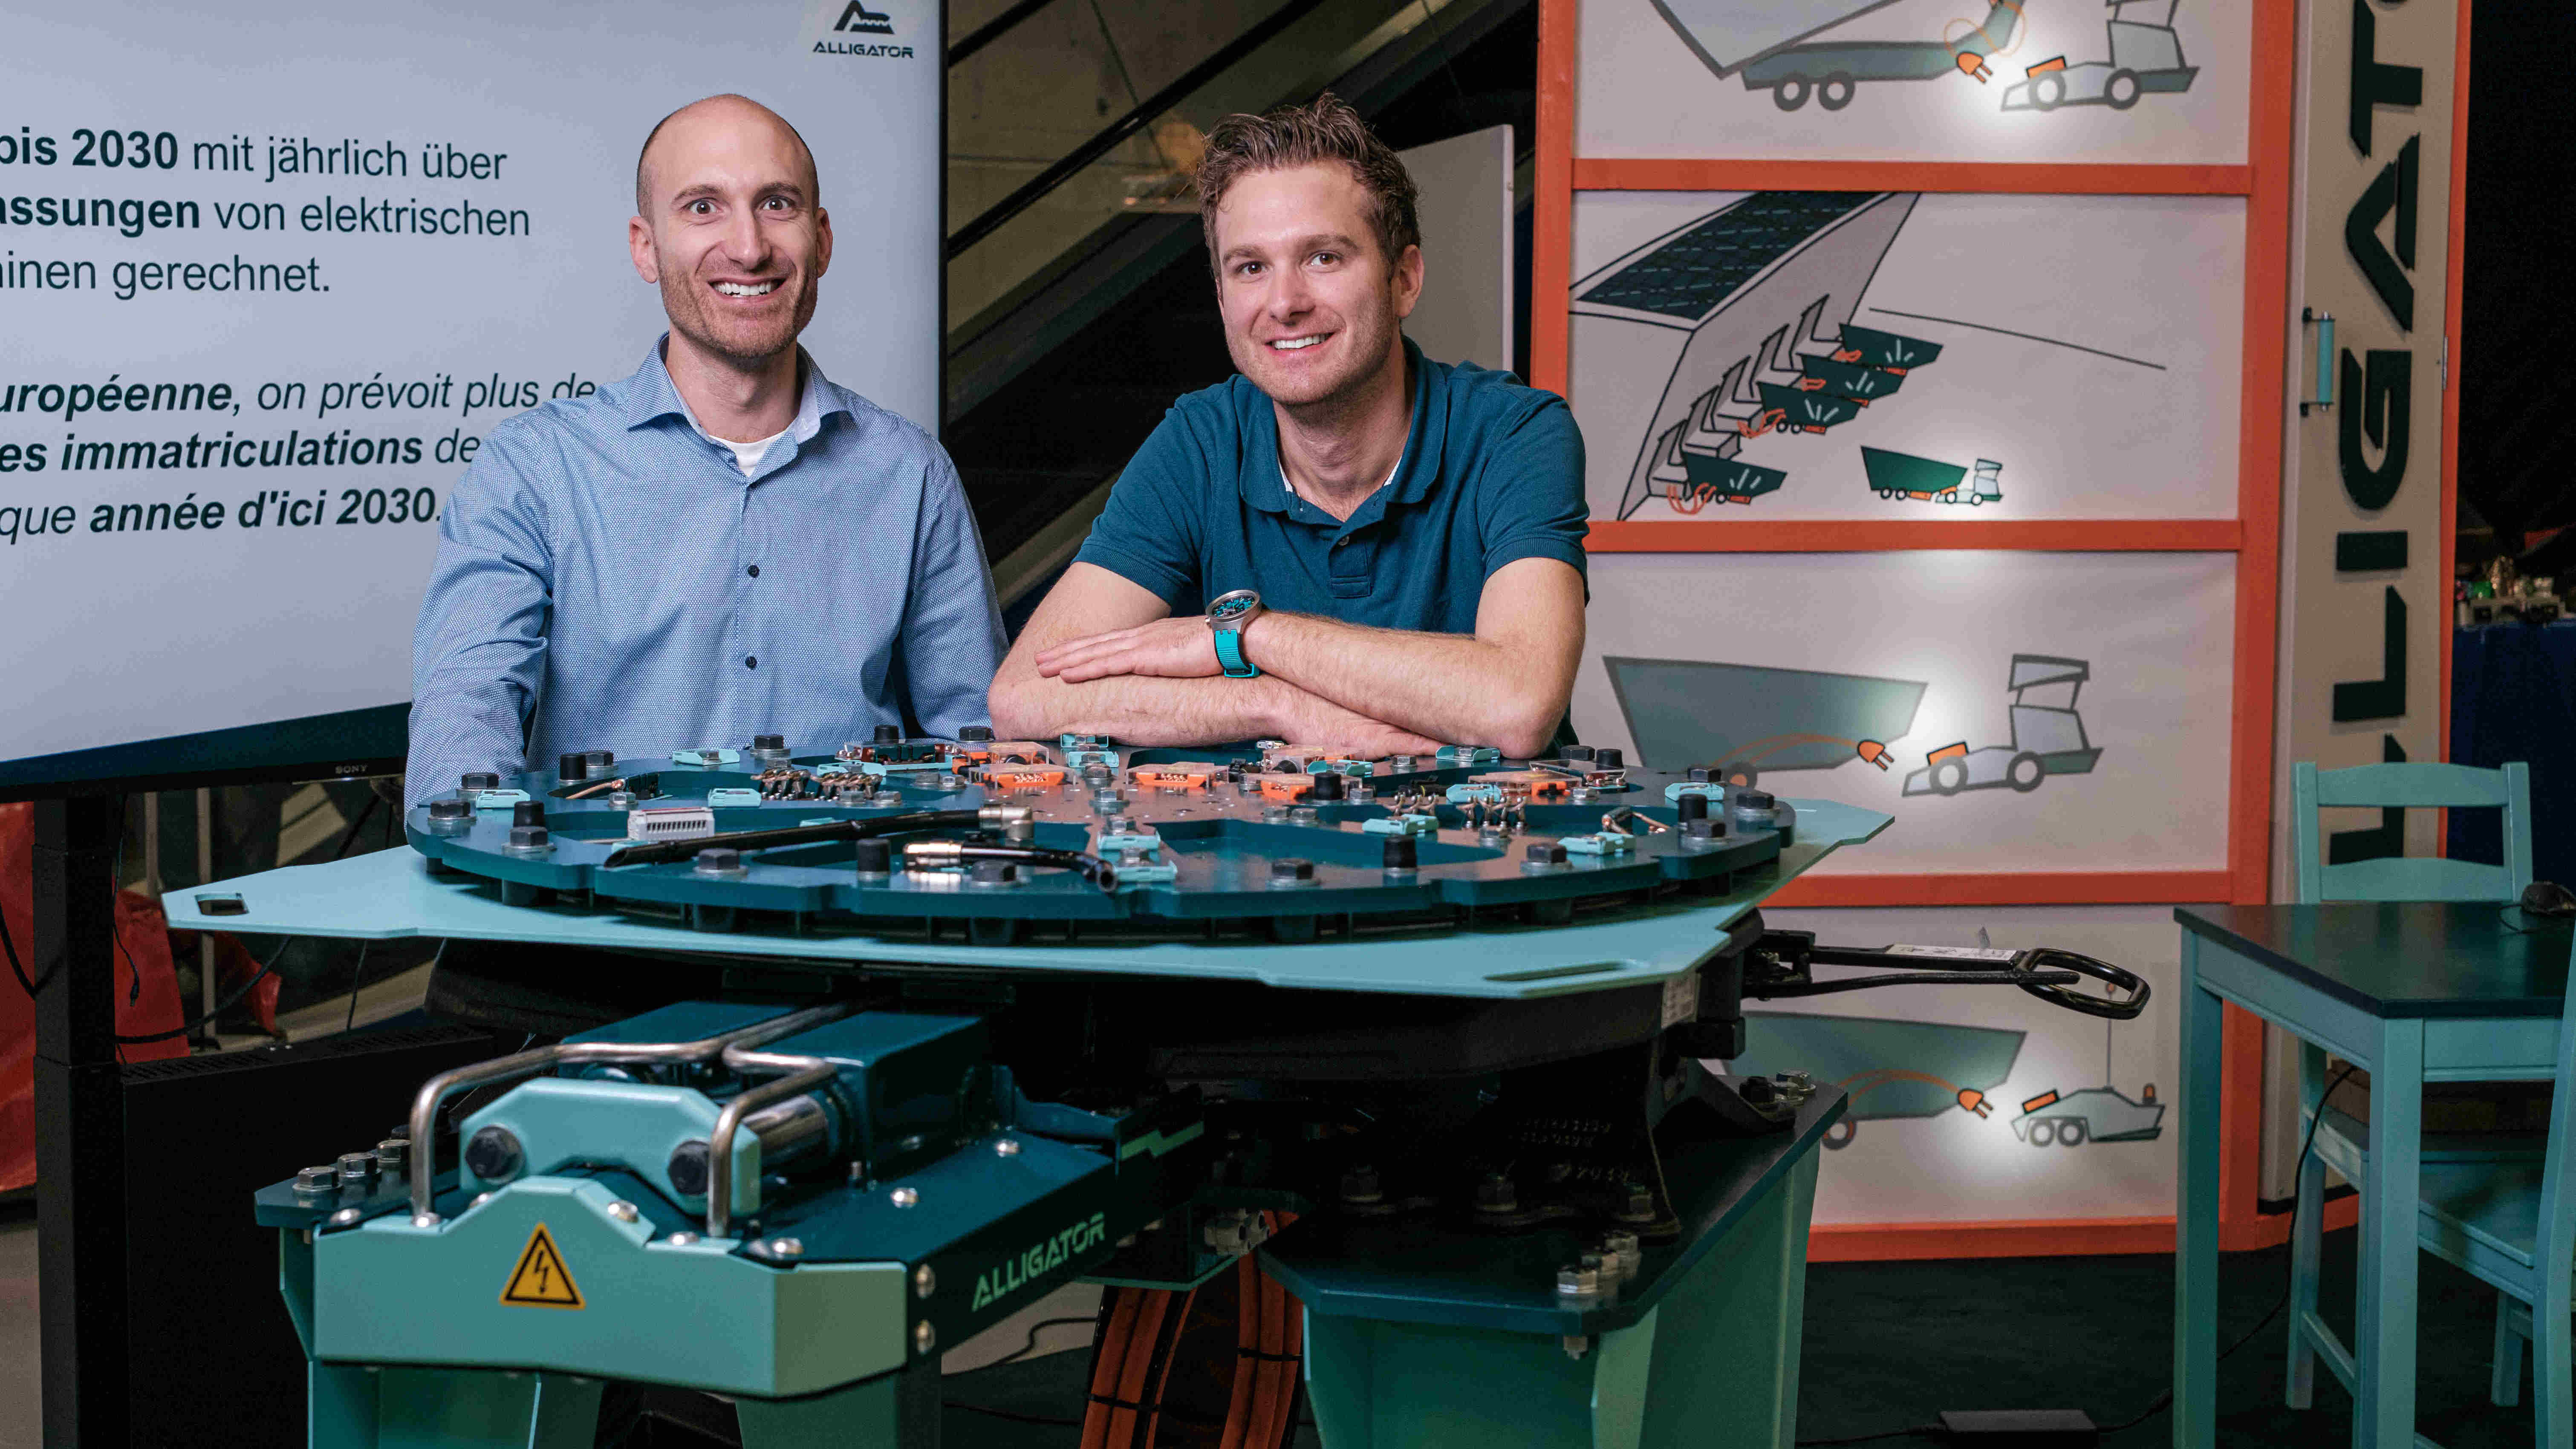 ALLIGATOR
bis 2030 mit jährlich über
assungen von elektrischen
inen gerechnet.
uropéenne, on prévoit plus de
es immatriculations de
que année d'ici 2030.
SONY
ALLIGATO
ALLIGATOR